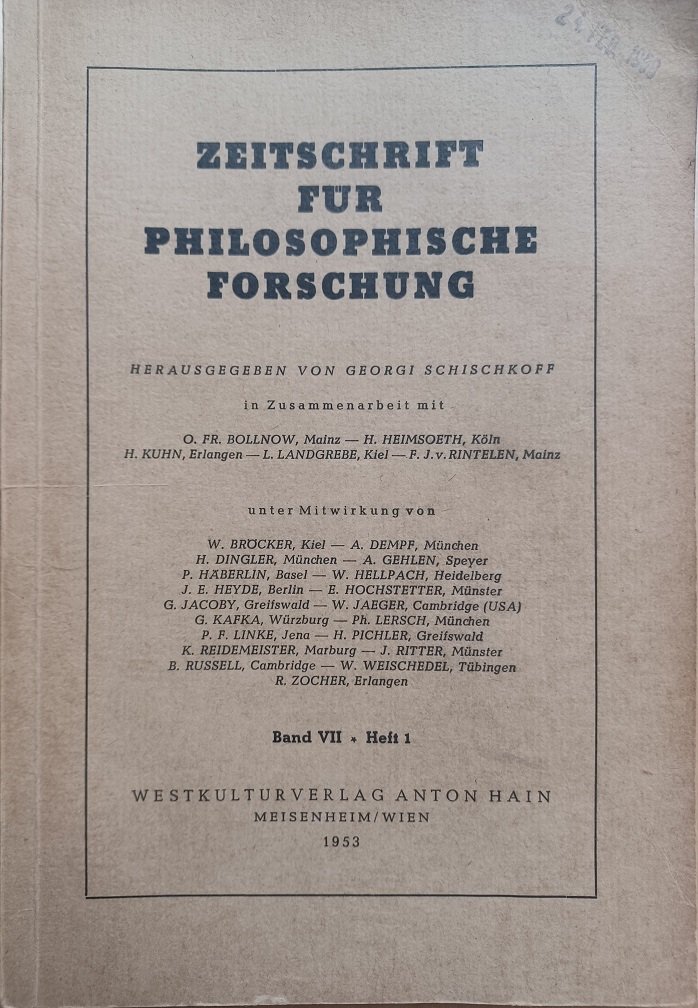 ZEITSCHRIFT
FÜR
PHILOSOPHISCHE
FORSCHUNG
HERAUSGEGEBEN VON GEORGI SCHISCHKOFF
in Zusammenarbeit mit
O. FR. BOLLNOW, Mainz — H. HEIMSOETH, Köln
H. KUHN, Erlangen — L. LANDGREBE, Kiel — F. J. v. RINTELEN, Mainz
unter Mitwirkung von
W. BRÖCKER, Kiel — A. DEMPF, München
H. DINGLER, München — A. GEHLEN, Speyer
P. HÄBERLIN, Basel — W. HELLPACH, Heidelberg
J. E. HEYDE, Berlin — E. HOCHSTETTER, Münster
G. JACOBY, Greifswald — W. JAEGER, Cambridge (USA)
G. KAFKA, Würzburg — Ph. LERSCH, München
P. F. LINKE, Jena — H. PICHLER, Greifswald
K. REIDEMEISTER, Marburg — J. RITTER, Münster
B. RUSSELL, Cambridge — W. WEISCHEDEL, Tübingen
R. ZOCHER, Erlangen
Band VII * Heft 1
WESTKULTURVERLAG ANTON HAIN
MEISENHEIM/WIEN
1953